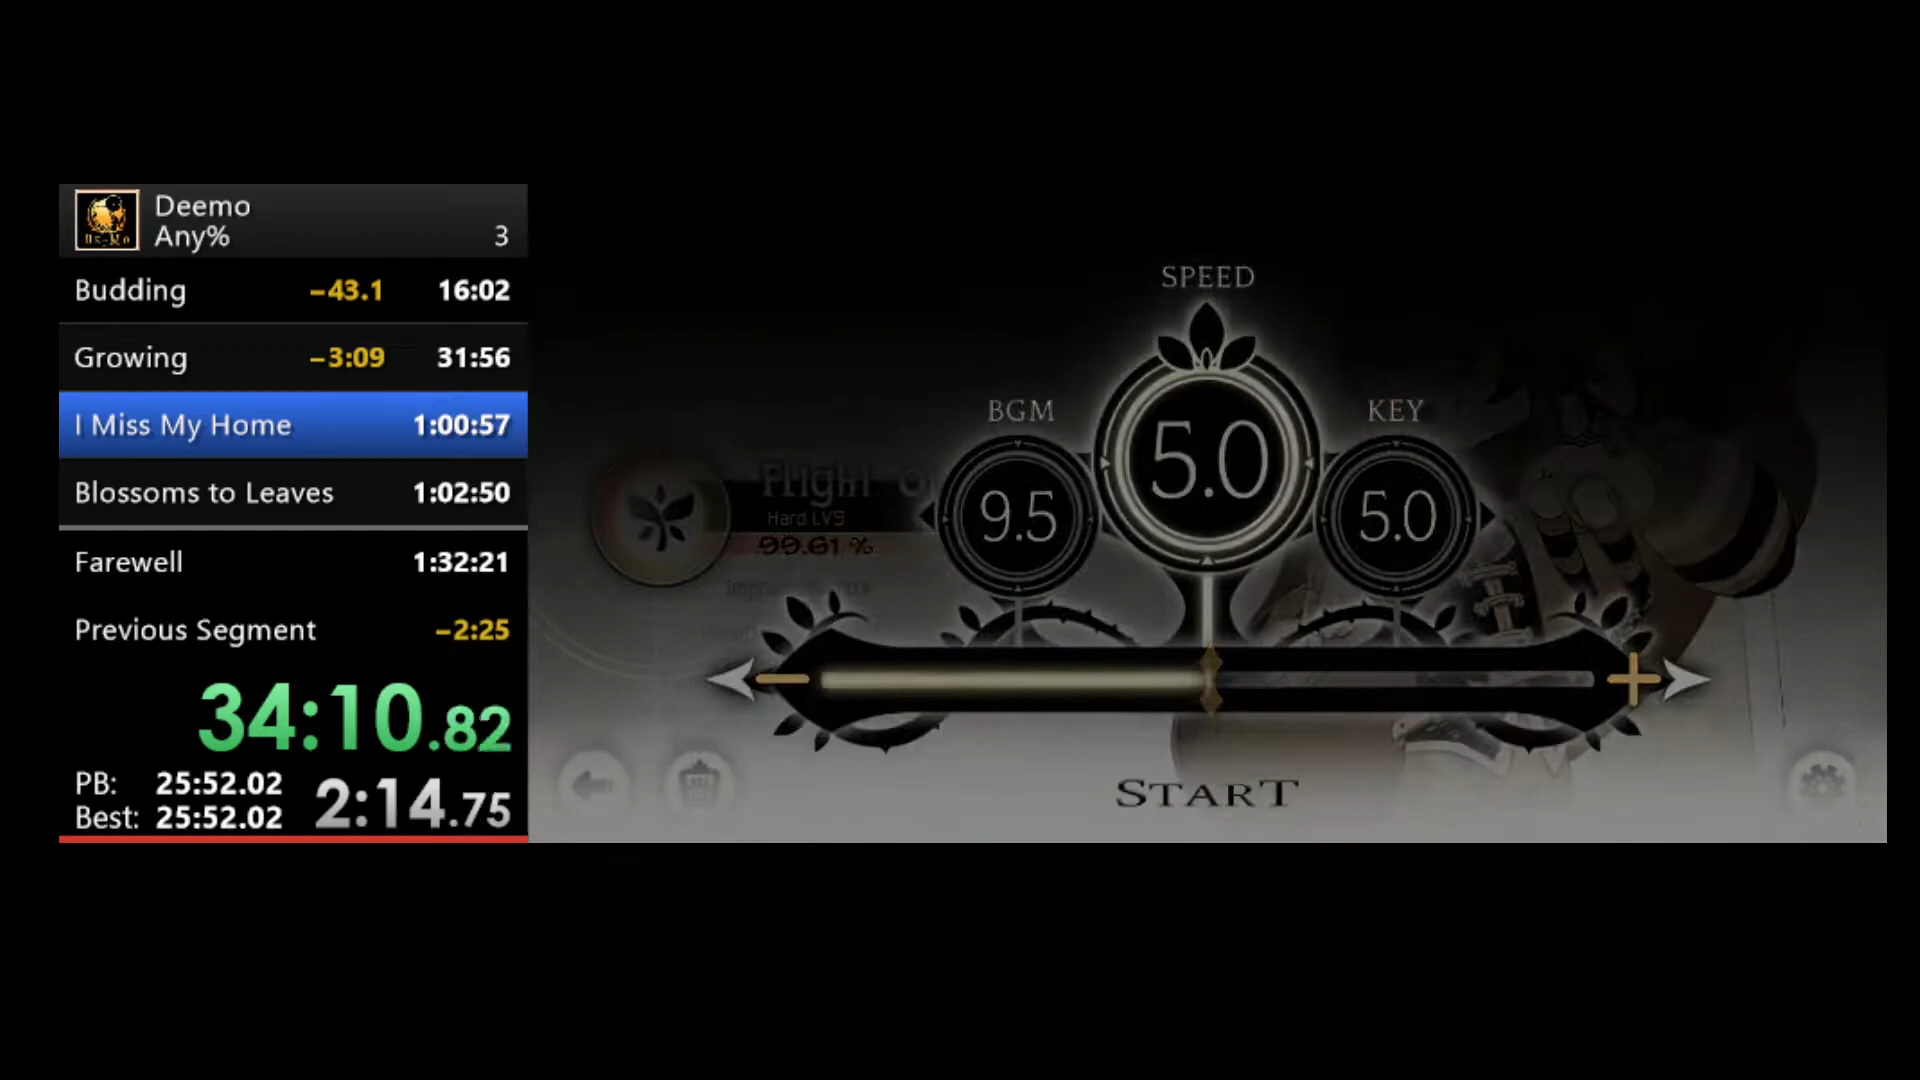 Deemo
Any% 3
Budding −43.1 16:02
Growing −3:09 31:56
I Miss My Home 1:00:57
Blossoms to Leaves 1:02:50
Farewell 1:32:21
Previous Segment −2:25
34:10.82
PB: 25:52.02
Best: 25:52.02
2:14.75
SPEED
5.0
BGM
9.5
KEY
5.0
Flight
Hard LV9
99.61 %
START